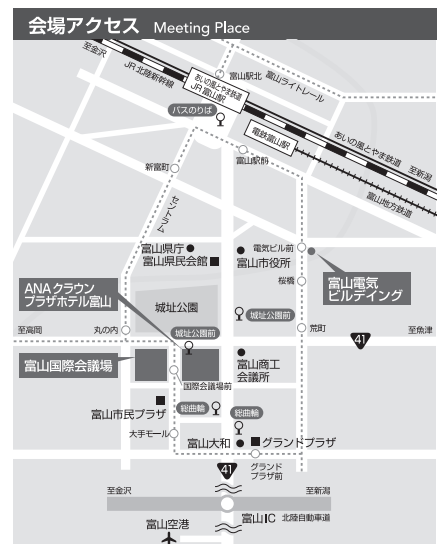 会場アクセス Meeting Place
至金沢
JR北陸新幹線
あいの風とやま鉄道
JR富山駅
富山駅北
富山ライトレール
バスのりば
電鉄富山駅
あいの風とやま鉄道
至新潟
富山地方鉄道
富山駅前
新富町
セントラム
富山県庁
富山県民会館
富山市役所
電気ビル前
桜橋
富山電気
ビルデイング
ANAクラウン
プラザホテル富山
城址公園
城址公園前
城址公園前
荒町
至高岡
丸の内
41
至魚津
富山国際会議場
富山商工
会議所
国際会議場前
富山市民プラザ
総曲輪
総曲輪
大手モール
富山大和
グランドプラザ
グランド
プラザ前
41
至金沢
至新潟
富山IC
北陸自動車道
富山空港